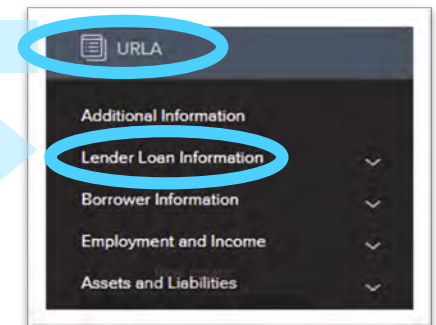 URLA
Additional Information
Lender Loan Information
Borrower Information
Employment and Income
Assets and Liabilities